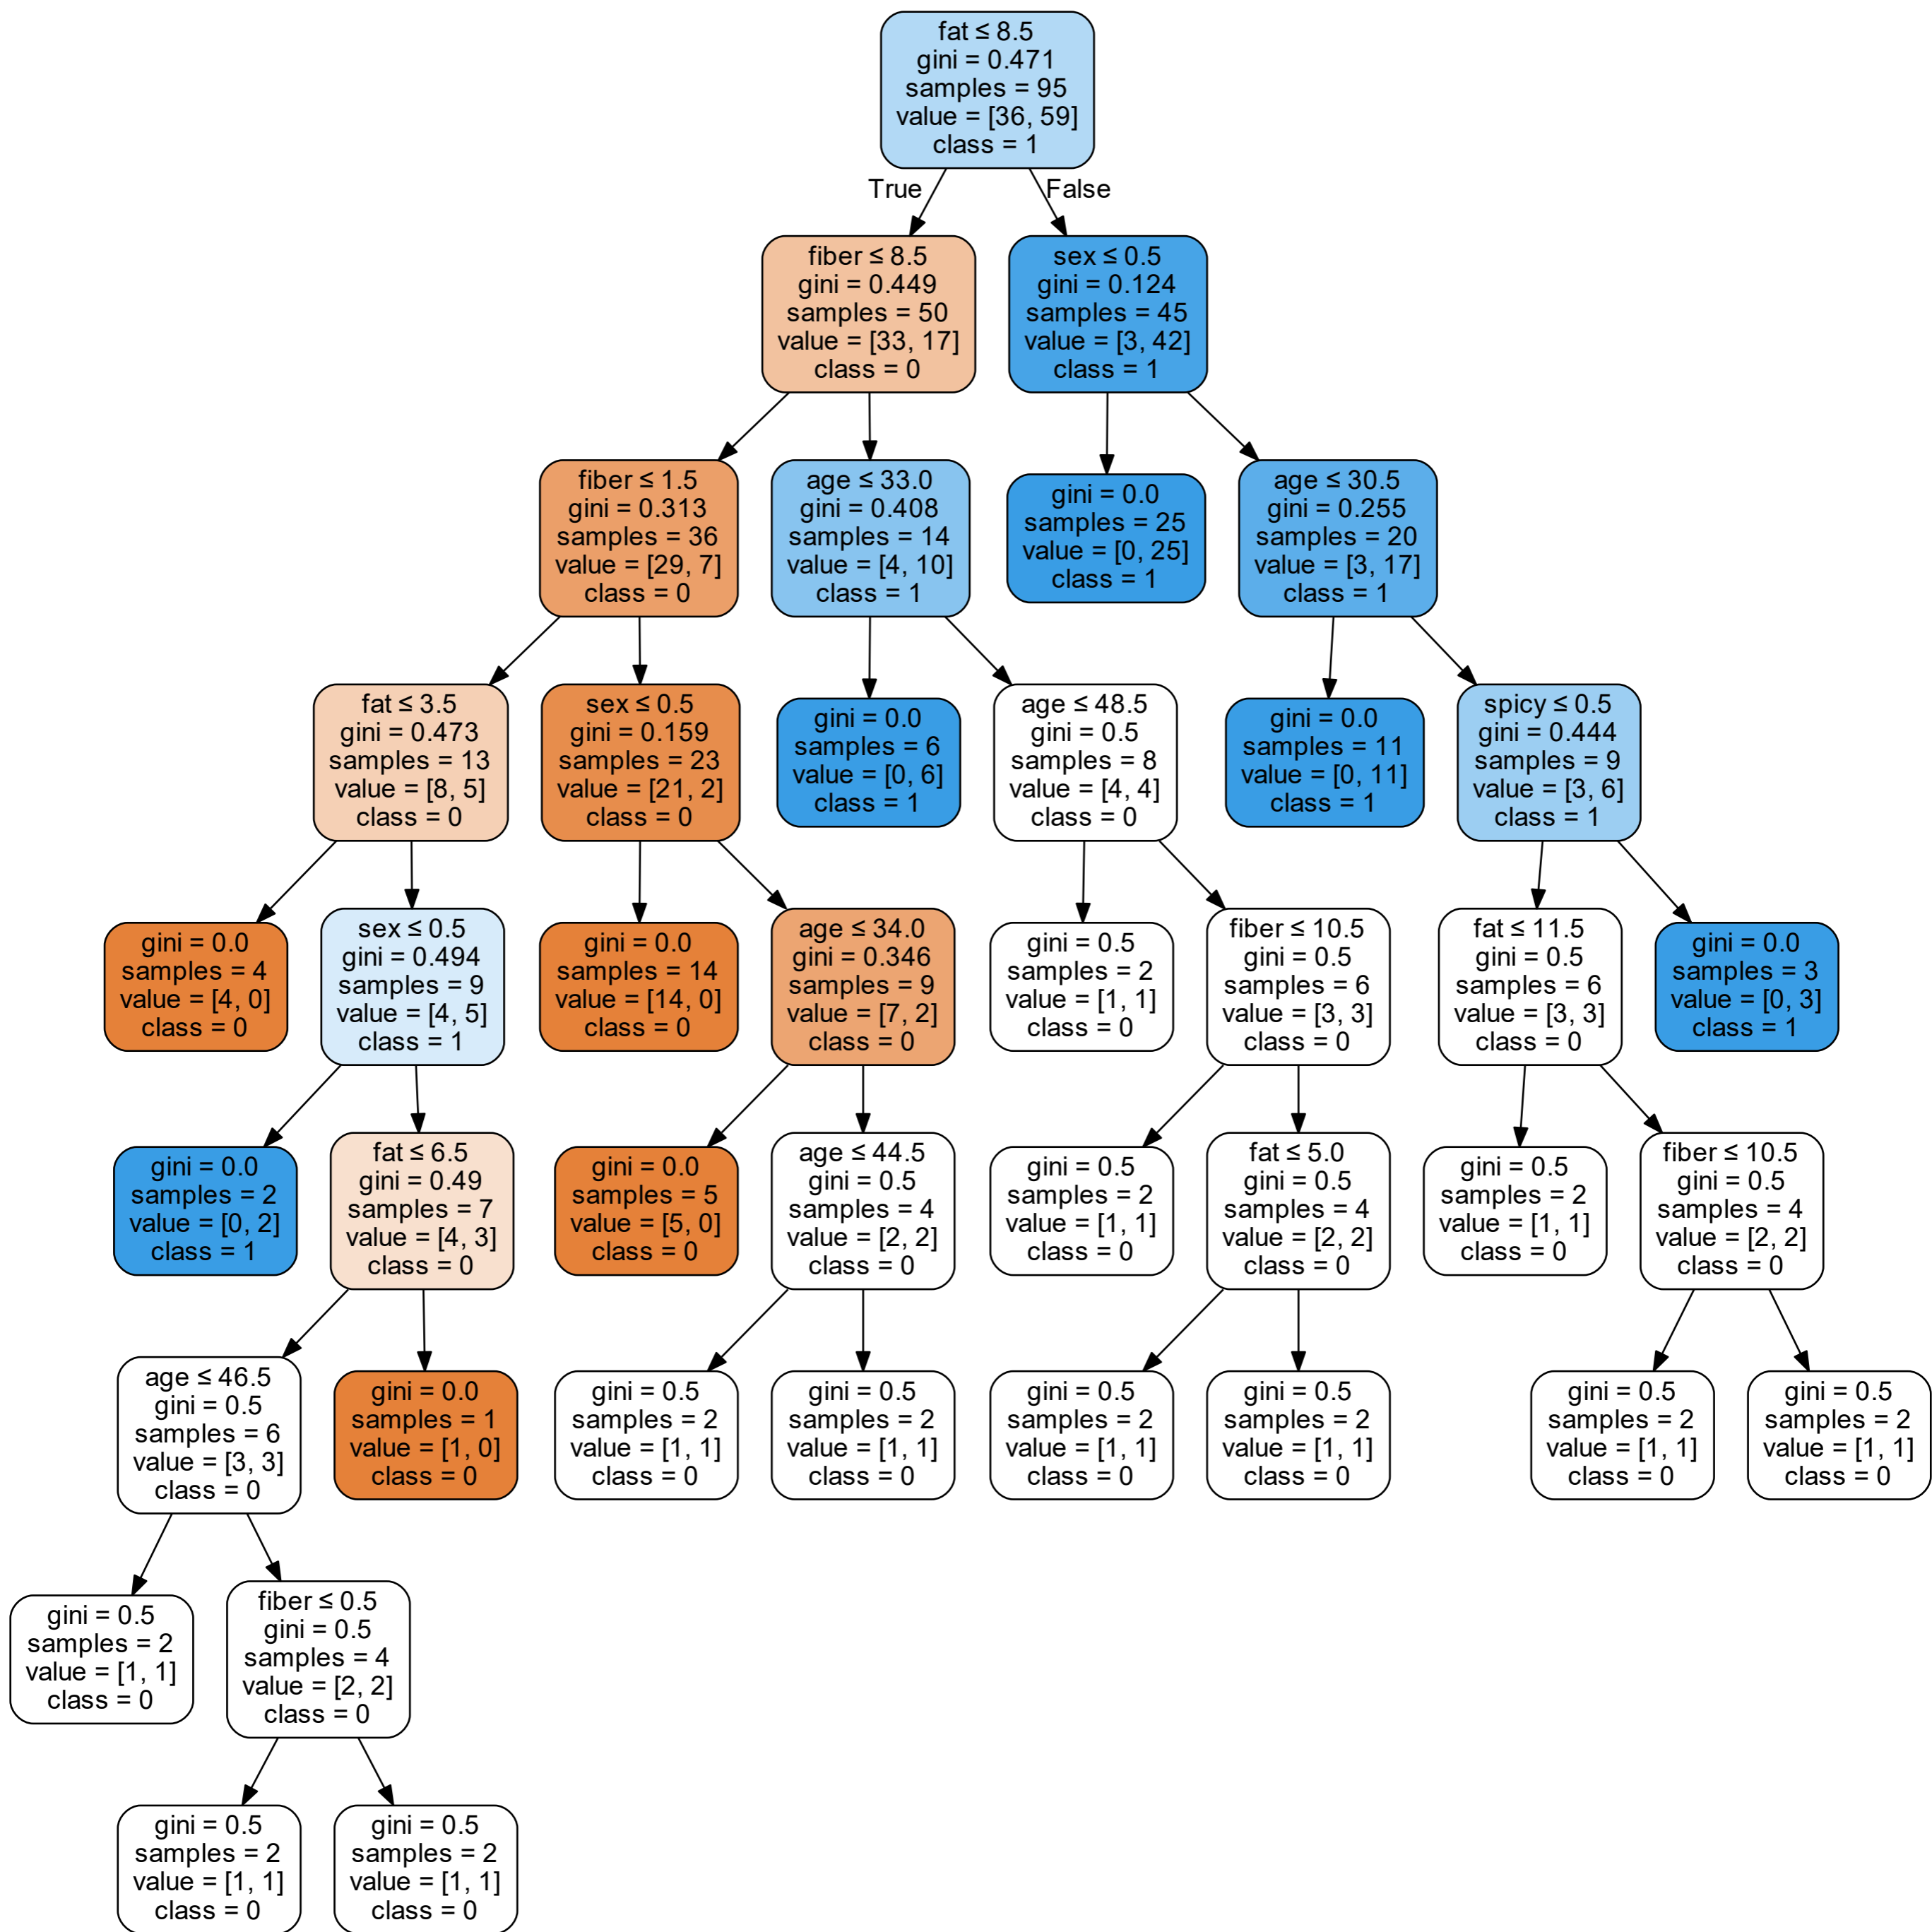 fat ≤ 8.5
gini = 0.471
samples = 95
value = [36, 59]
class = 1
True
False
fiber ≤ 8.5
gini = 0.449
samples = 50
value = [33, 17]
class = 0
sex ≤ 0.5
gini = 0.124
samples = 45
value = [3, 42]
class = 1
fiber ≤ 1.5
gini = 0.313
samples = 36
value = [29, 7]
class = 0
age ≤ 33.0
gini = 0.408
samples = 14
value = [4, 10]
class = 1
gini = 0.0
samples = 25
value = [0, 25]
class = 1
age ≤ 30.5
gini = 0.255
samples = 20
value = [3, 17]
class = 1
fat ≤ 3.5
gini = 0.473
samples = 13
value = [8, 5]
class = 0
sex ≤ 0.5
gini = 0.159
samples = 23
value = [21, 2]
class = 0
gini = 0.0
samples = 6
value = [0, 6]
class = 1
age ≤ 48.5
gini = 0.5
samples = 8
value = [4, 4]
class = 0
gini = 0.0
samples = 11
value = [0, 11]
class = 1
spicy ≤ 0.5
gini = 0.444
samples = 9
value = [3, 6]
class = 1
gini = 0.0
samples = 4
value = [4, 0]
class = 0
sex ≤ 0.5
gini = 0.494
samples = 9
value = [4, 5]
class = 1
gini = 0.0
samples = 14
value = [14, 0]
class = 0
age ≤ 34.0
gini = 0.346
samples = 9
value = [7, 2]
class = 0
gini = 0.5
samples = 2
value = [1, 1]
class = 0
fiber ≤ 10.5
gini = 0.5
samples = 6
value = [3, 3]
class = 0
fat ≤ 11.5
gini = 0.5
samples = 6
value = [3, 3]
class = 0
gini = 0.0
samples = 3
value = [0, 3]
class = 1
gini = 0.0
samples = 2
value = [0, 2]
class = 1
fat ≤ 6.5
gini = 0.49
samples = 7
value = [4, 3]
class = 0
gini = 0.0
samples = 5
value = [5, 0]
class = 0
age ≤ 44.5
gini = 0.5
samples = 4
value = [2, 2]
class = 0
gini = 0.5
samples = 2
value = [1, 1]
class = 0
fat ≤ 5.0
gini = 0.5
samples = 4
value = [2, 2]
class = 0
gini = 0.5
samples = 2
value = [1, 1]
class = 0
fiber ≤ 10.5
gini = 0.5
samples = 4
value = [2, 2]
class = 0
age ≤ 46.5
gini = 0.5
samples = 6
value = [3, 3]
class = 0
gini = 0.0
samples = 1
value = [1, 0]
class = 0
gini = 0.5
samples = 2
value = [1, 1]
class = 0
gini = 0.5
samples = 2
value = [1, 1]
class = 0
gini = 0.5
samples = 2
value = [1, 1]
class = 0
gini = 0.5
samples = 2
value = [1, 1]
class = 0
gini = 0.5
samples = 2
value = [1, 1]
class = 0
gini = 0.5
samples = 2
value = [1, 1]
class = 0
gini = 0.5
samples = 2
value = [1, 1]
class = 0
fiber ≤ 0.5
gini = 0.5
samples = 4
value = [2, 2]
class = 0
gini = 0.5
samples = 2
value = [1, 1]
class = 0
gini = 0.5
samples = 2
value = [1, 1]
class = 0